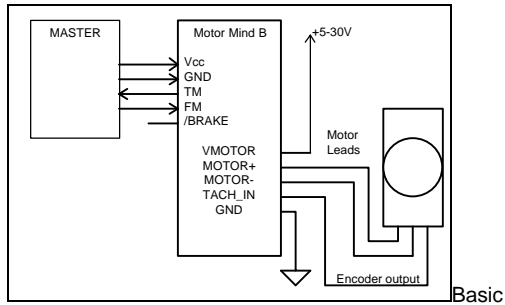 MASTER
Motor Mind B
+5-30V
Vcc
GND
TM
FM
/BRAKE
Motor
Leads
VMOTOR
MOTOR+
MOTOR-
TACH_IN
GND
Encoder output
Basic